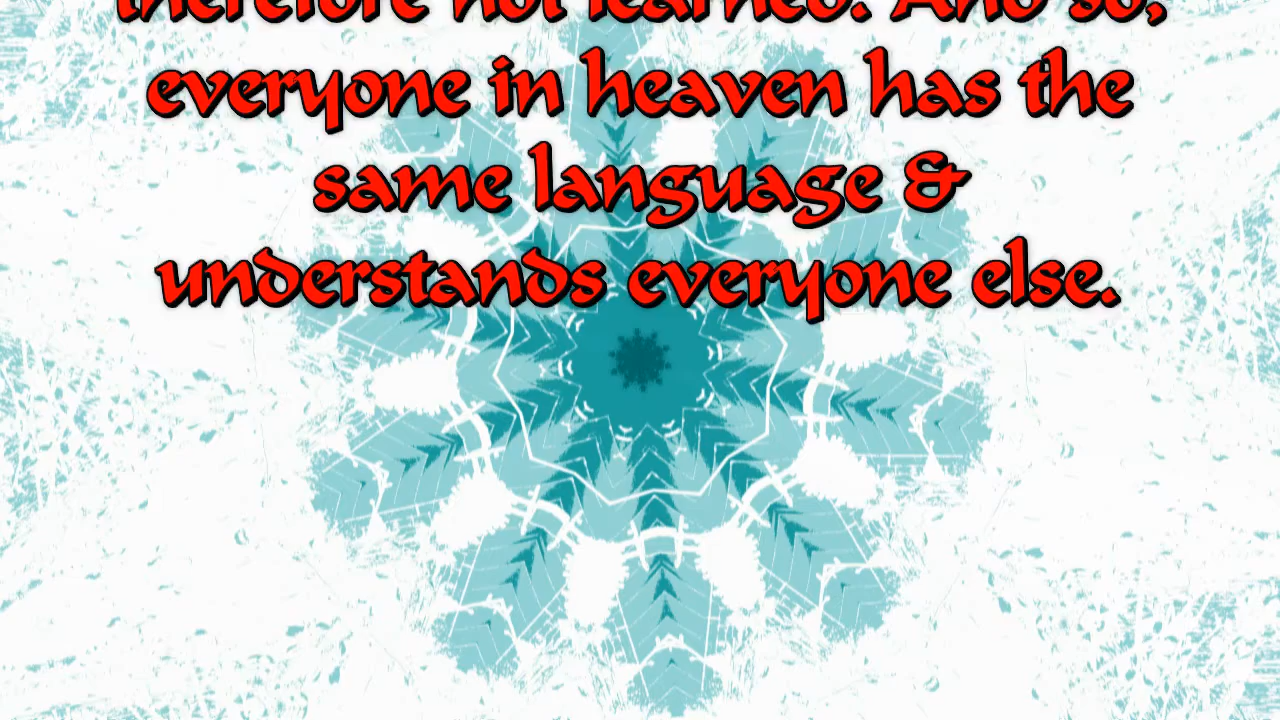 therefore not learned. And so,
everyone in heaven has the
same language &
understands everyone else.